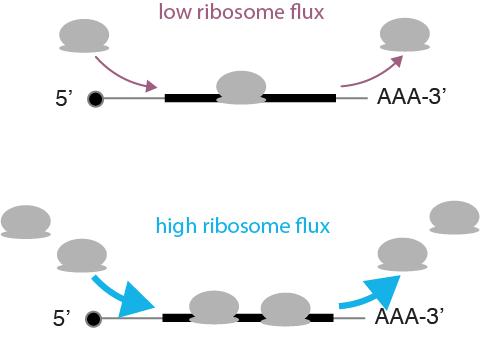 low ribosome flux
5’
AAA-3’
high ribosome flux
5’
AAA-3’